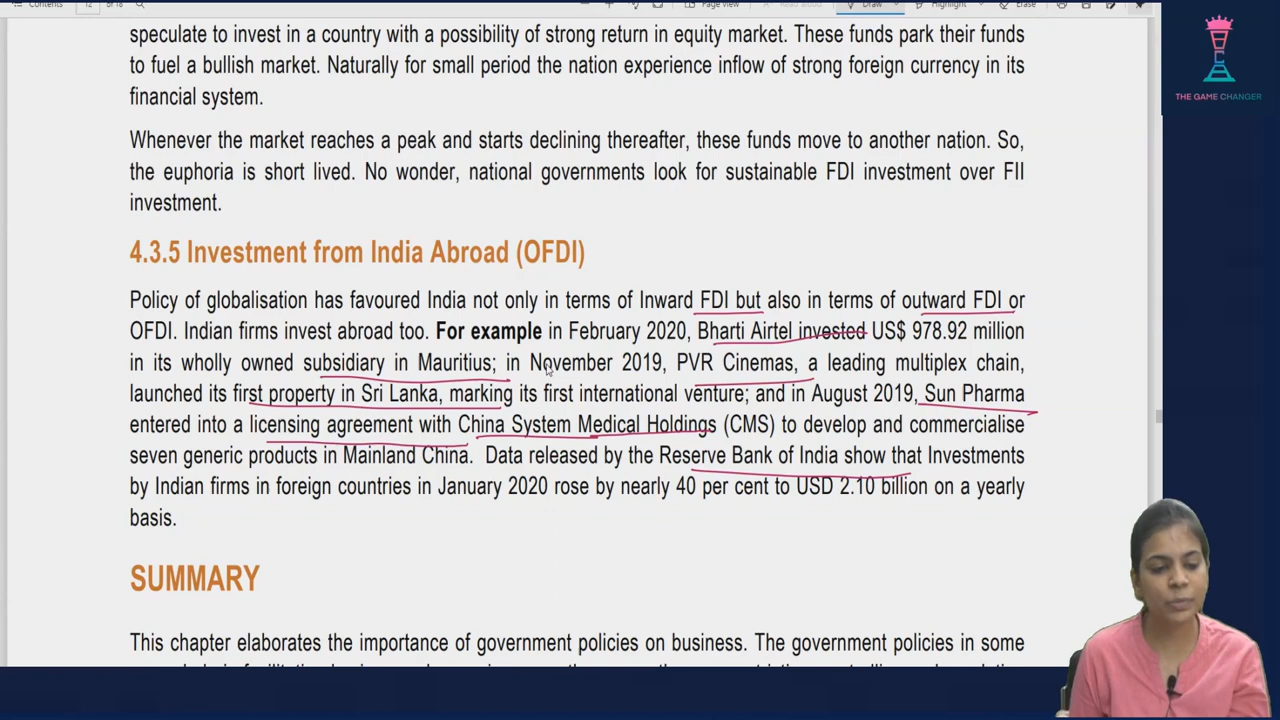 Contents
12 of 18
Page view
Read aloud
Draw
Highlight
Erase
speculate to invest in a country with a possibility of strong return in equity market. These funds park their funds
to fuel a bullish market. Naturally for small period the nation experience inflow of strong foreign currency in its
financial system.
THE GAME CHANGER
Whenever the market reaches a peak and starts declining thereafter, these funds move to another nation. So,
the euphoria is short lived. No wonder, national governments look for sustainable FDI investment over FII
investment.
4.3.5 Investment from India Abroad (OFDI)
Policy of globalisation has favoured India not only in terms of Inward FDI but also in terms of outward FDI or
OFDI. Indian firms invest abroad too. For example in February 2020, Bharti Airtel invested US$ 978.92 million
in its wholly owned subsidiary in Mauritius; in November 2019, PVR Cinemas, a leading multiplex chain,
launched its first property in Sri Lanka, marking its first international venture; and in August 2019, Sun Pharma
entered into a licensing agreement with China System Medical Holdings (CMS) to develop and commercialise
seven generic products in Mainland China. Data released by the Reserve Bank of India show that Investments
by Indian firms in foreign countries in January 2020 rose by nearly 40 per cent to USD 2.10 billion on a yearly
basis.
SUMMARY
This chapter elaborates the importance of government policies on business. The government policies in some